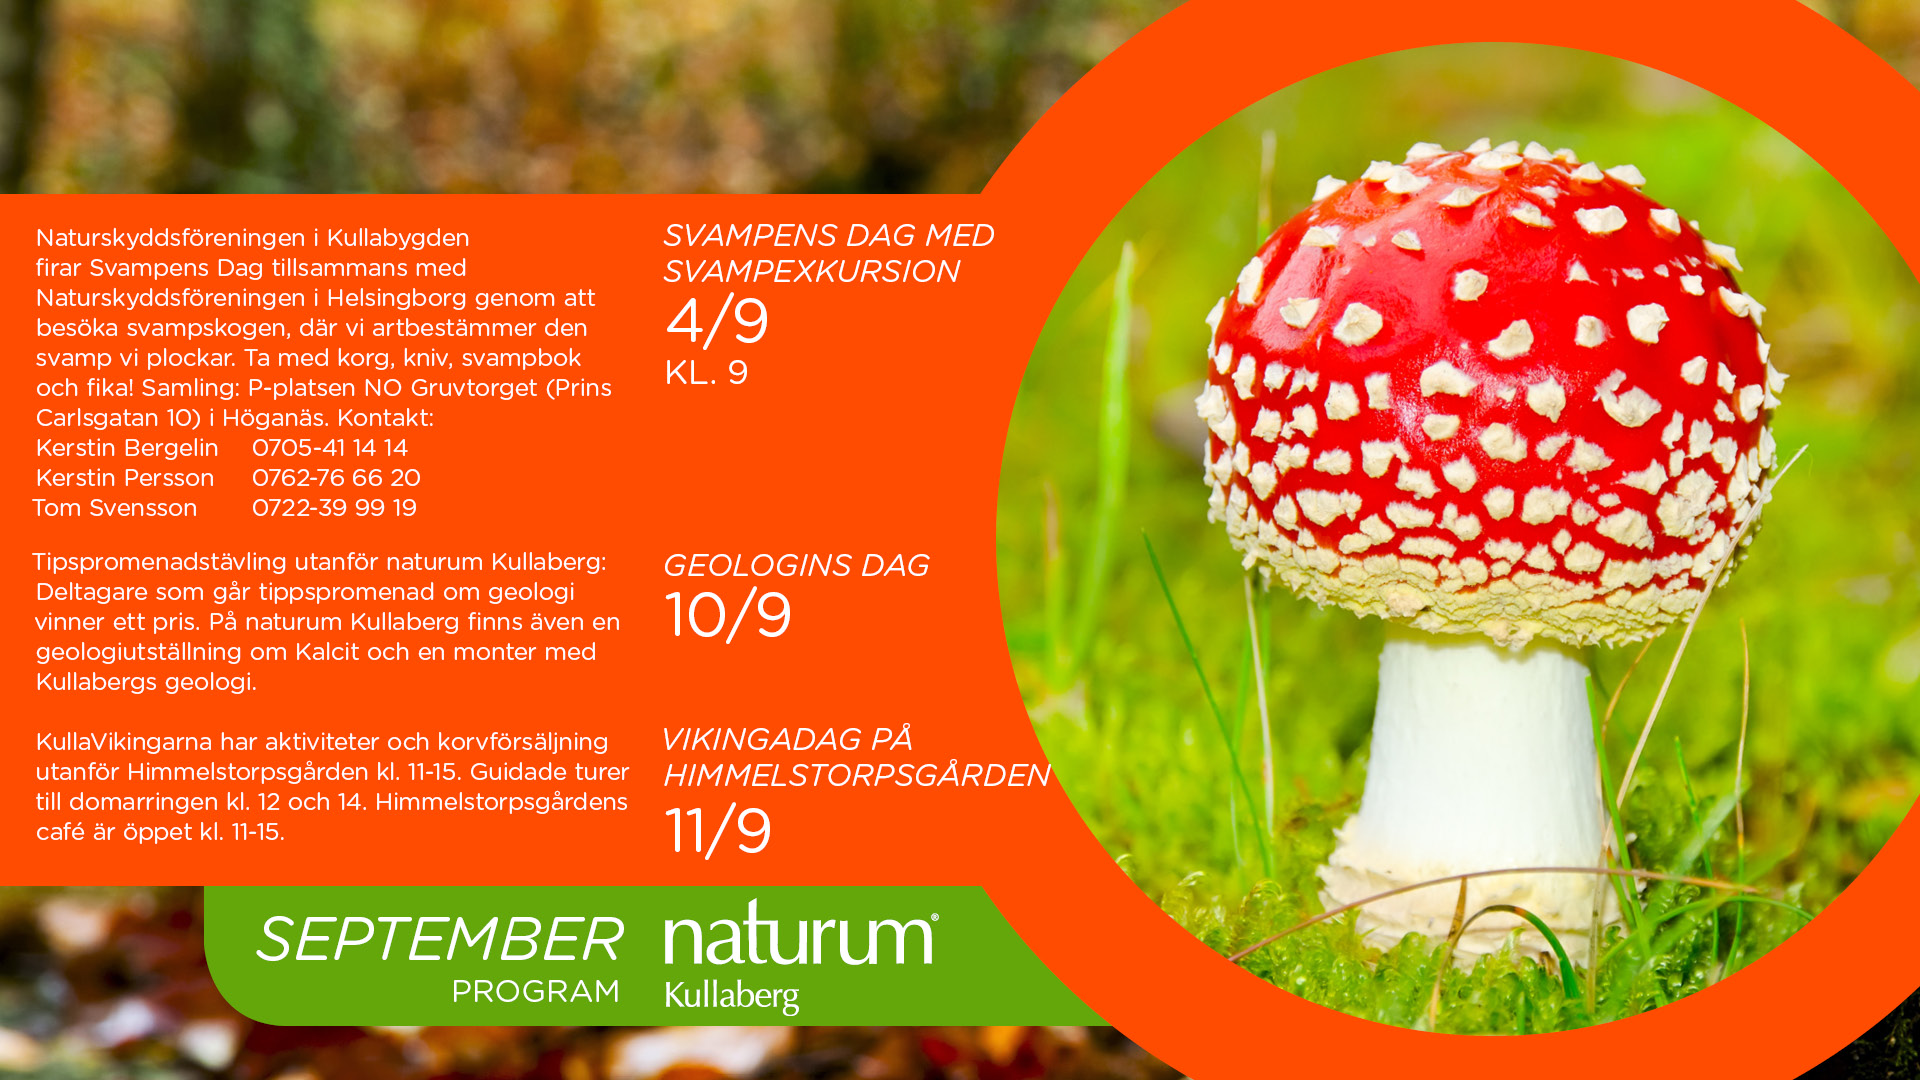 Naturskyddsföreningen i Kullabygden
firar Svampens Dag tillsammans med
Naturskyddsföreningen i Helsingborg genom att
besöka svampskogen, där vi artbestämmer den
svamp vi plockar. Ta med korg, kniv, svampbok
och fika! Samling: P-platsen NO Gruvtorget (Prins
Carlsgatan 10) i Höganäs. Kontakt:
Kerstin Bergelin 0705-41 14 14
Kerstin Persson 0762-76 66 20
Tom Svensson 0722-39 99 19
SVAMPENS DAG MED
SVAMPEXKURSION
4/9
KL. 9
Tipspromenadstävling utanför naturum Kullaberg:
Deltagare som går tippspromenad om geologi
vinner ett pris. På naturum Kullaberg finns även en
geologiutställning om Kalcit och en monter med
Kullabergs geologi.
GEOLOGINS DAG
10/9
KullaVikingarna har aktiviteter och korvförsäljning
utanför Himmelstorpsgården kl. 11-15. Guidade turer
till domarringen kl. 12 och 14. Himmelstorpsgårdens
café är öppet kl. 11-15.
VIKINGADAG PÅ
HIMMELSTORPSGÅRDEN
11/9
SEPTEMBER
PROGRAM
naturum®
Kullaberg